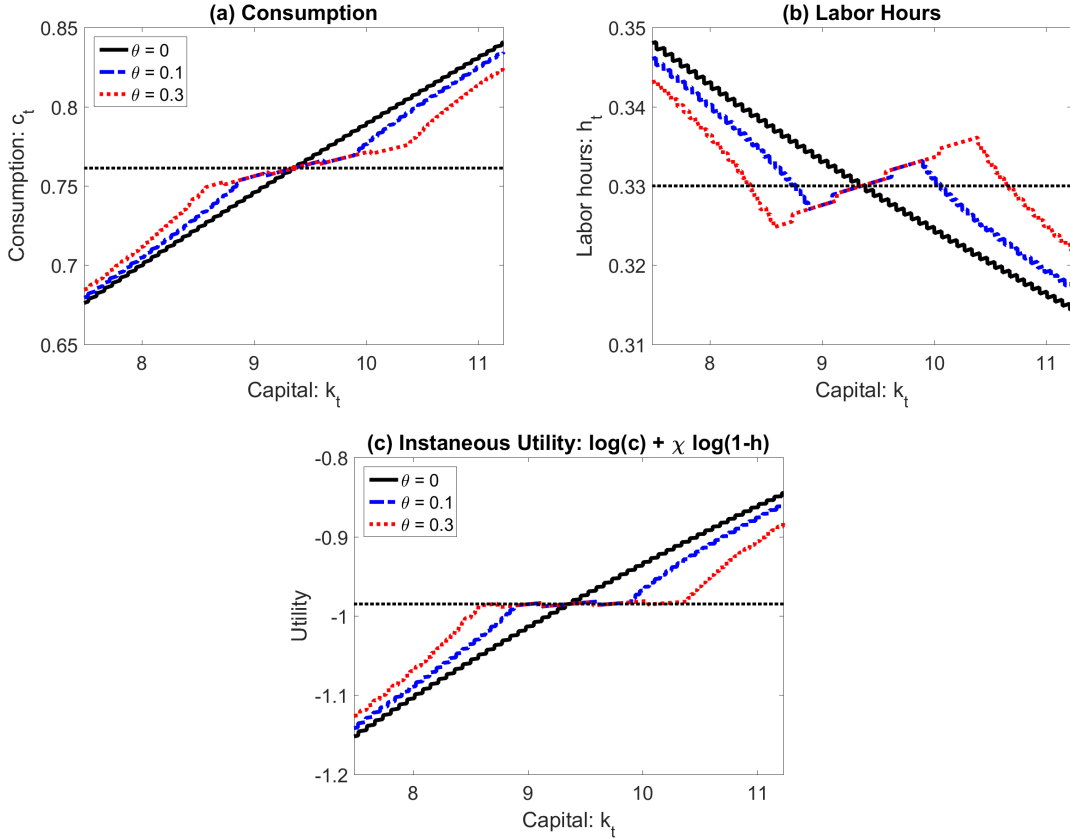 (a) Consumption
0.85
0.8
0.75
0.7
0.65
Consumption: c_t
θ = 0
θ = 0.1
θ = 0.3
8
9
10
11
Capital: k_t
(b) Labor Hours
0.35
0.34
0.33
0.32
0.31
Labor hours: h_t
8
9
10
11
Capital: k_t
(c) Instaneous Utility: log(c) + χ log(1-h)
-0.8
-0.9
-1
-1.1
-1.2
Utility
θ = 0
θ = 0.1
θ = 0.3
8
9
10
11
Capital: k_t